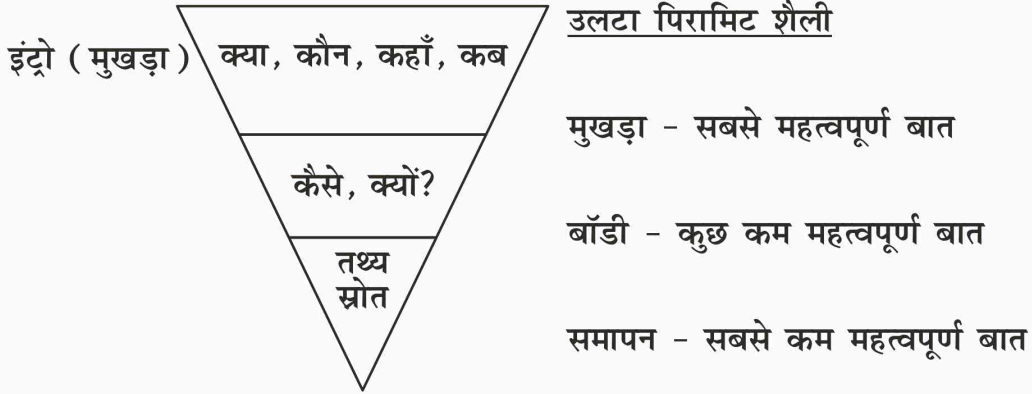 उलटा पिरामिट शैली
इंट्रो ( मुखड़ा )
क्या, कौन, कहाँ, कब
मुखड़ा – सबसे महत्वपूर्ण बात
कैसे, क्यों?
बॉडी – कुछ कम महत्वपूर्ण बात
तथ्य
स्रोत
समापन – सबसे कम महत्वपूर्ण बात